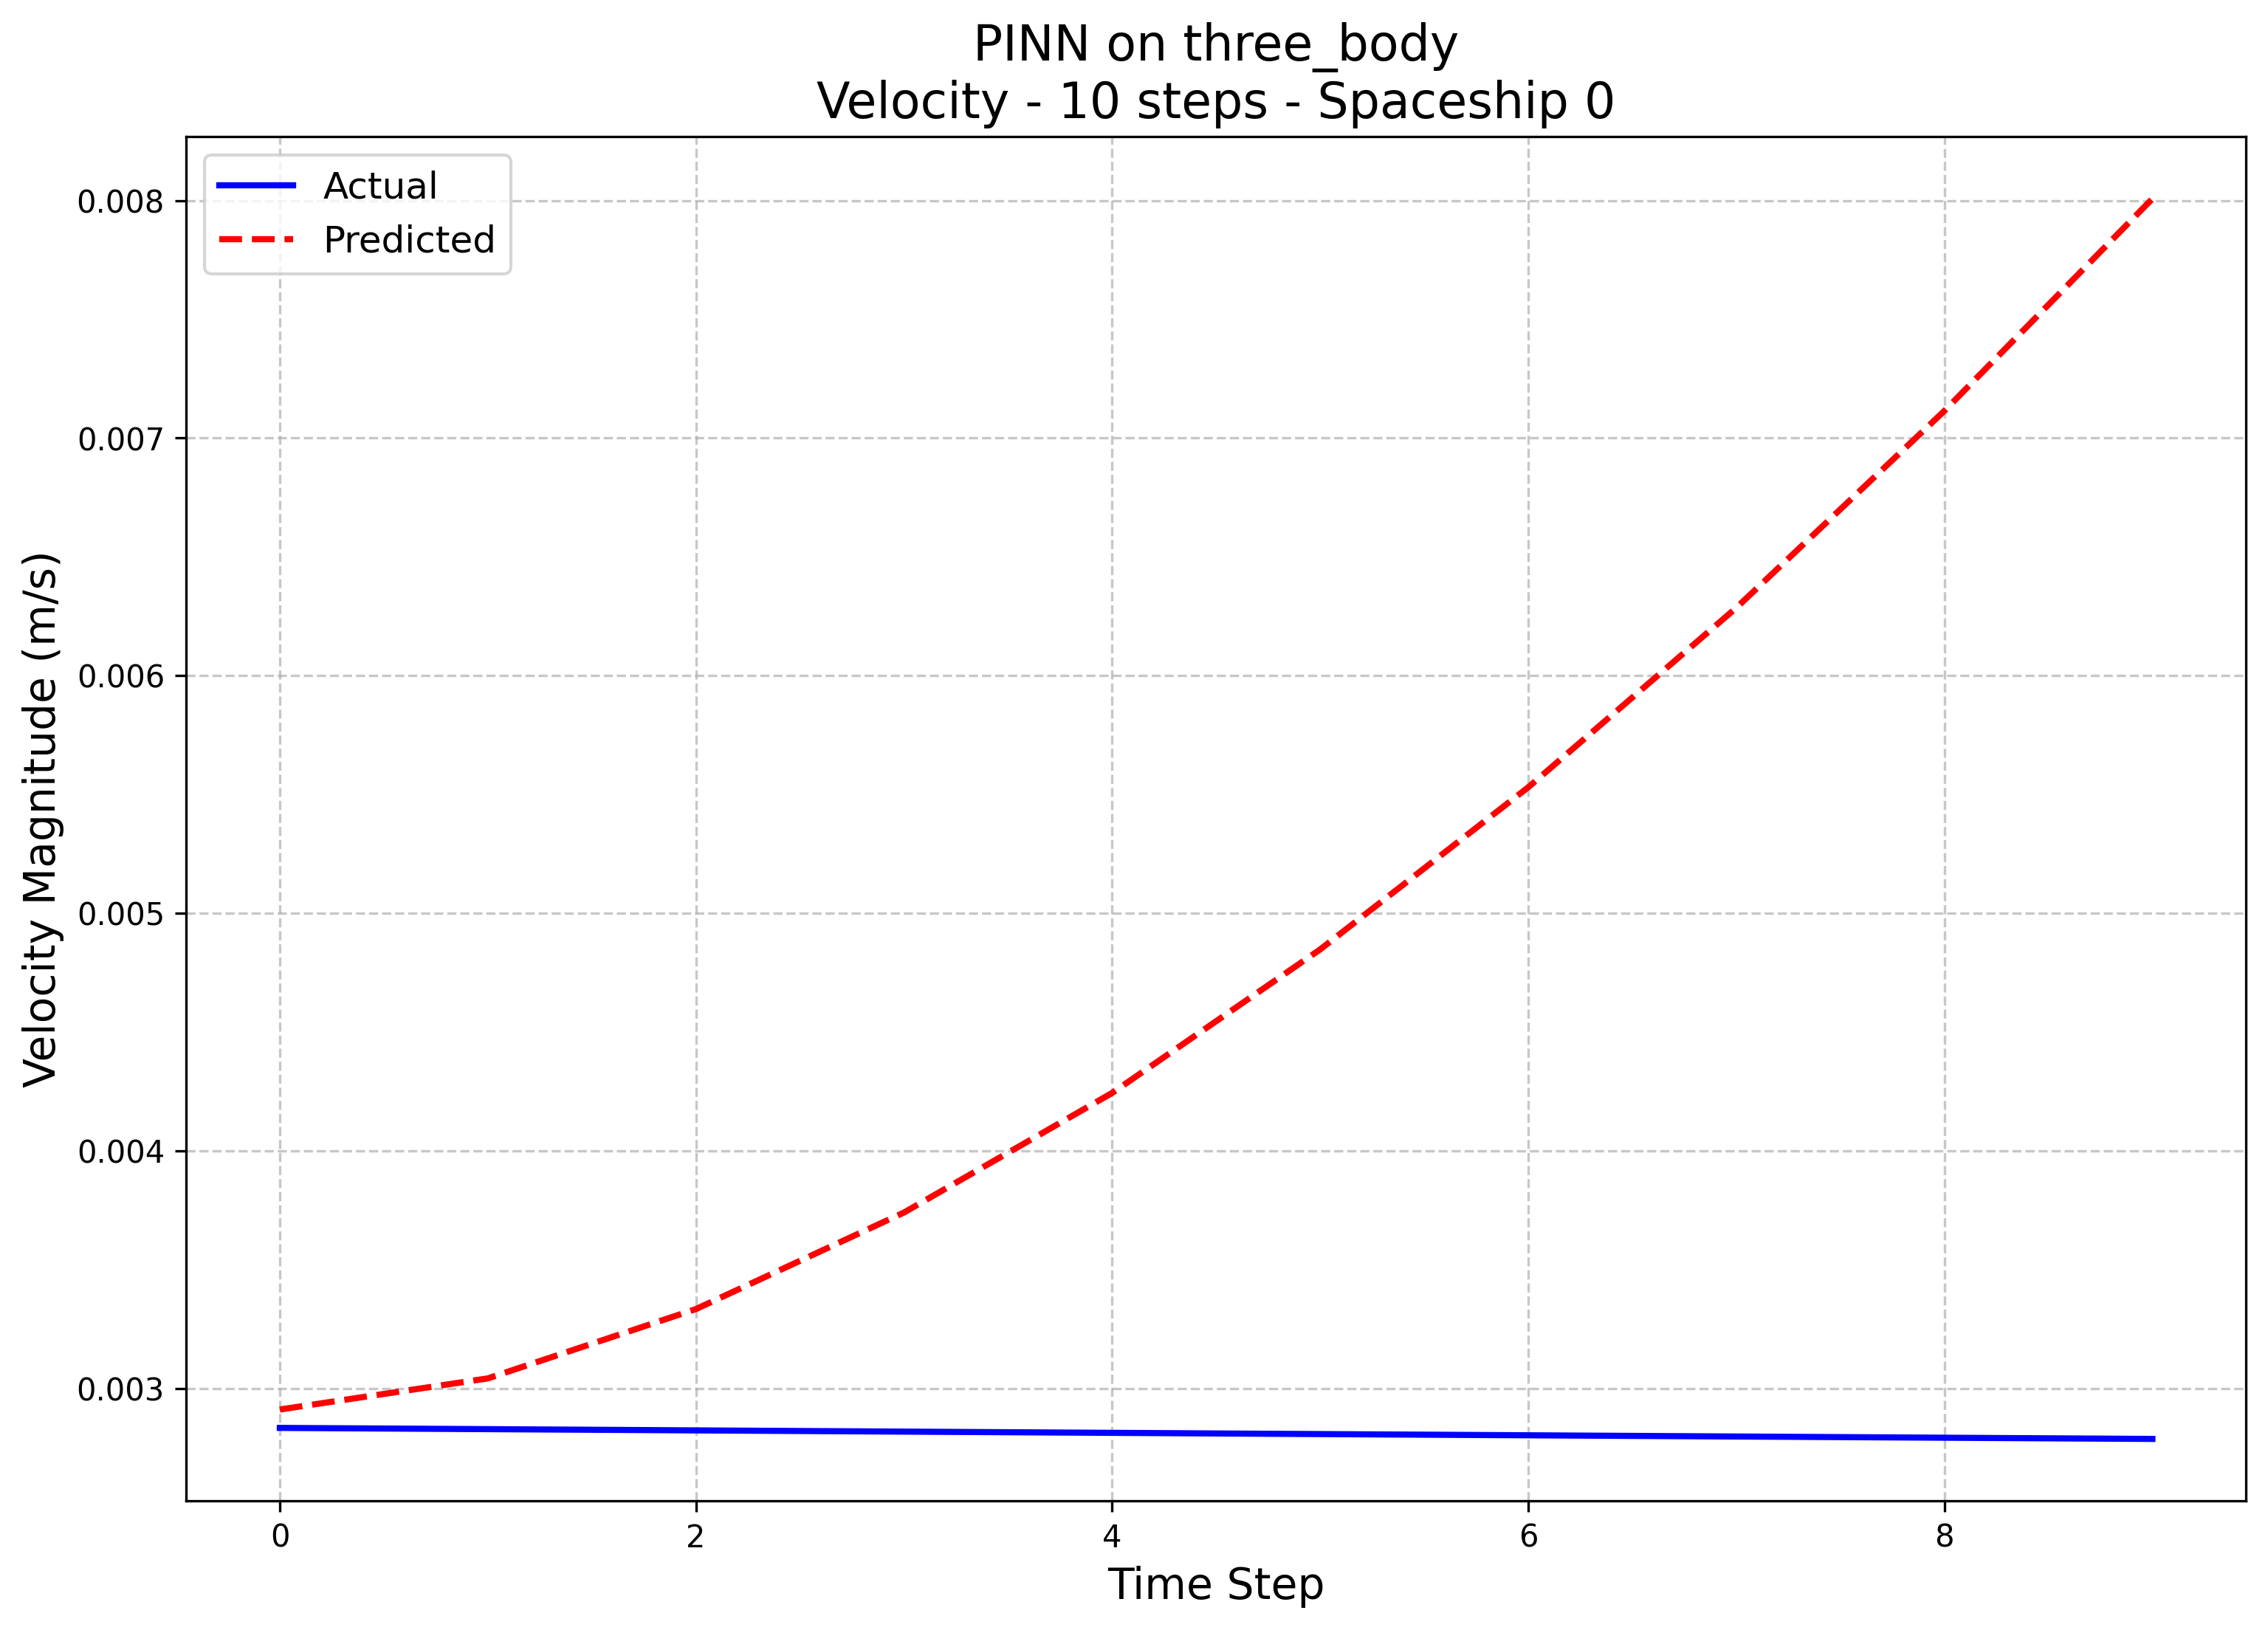 PINN on three_body
Velocity - 10 steps - Spaceship 0
Actual
Predicted
0.008
0.007
0.006
0.005
0.004
0.003
Velocity Magnitude (m/s)
0 2 4 6 8
Time Step